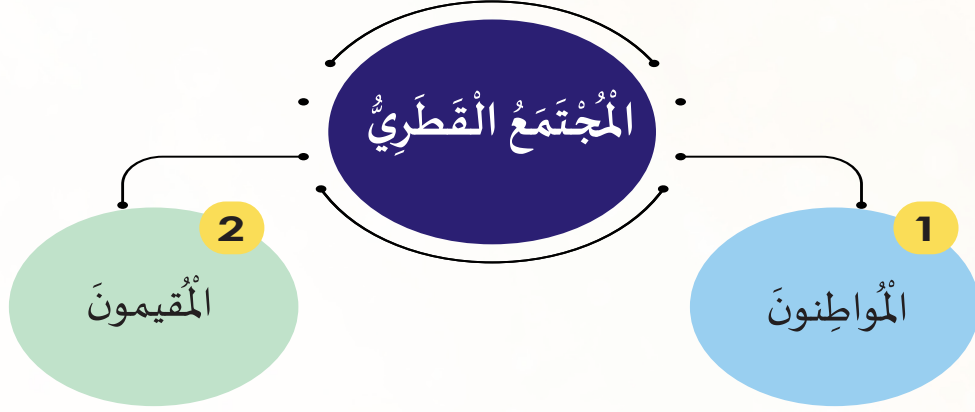 الْمُجْتَمَعُ الْقَطَرِيُّ
1
الْمُواطِنونَ
2
الْمُقيمونَ